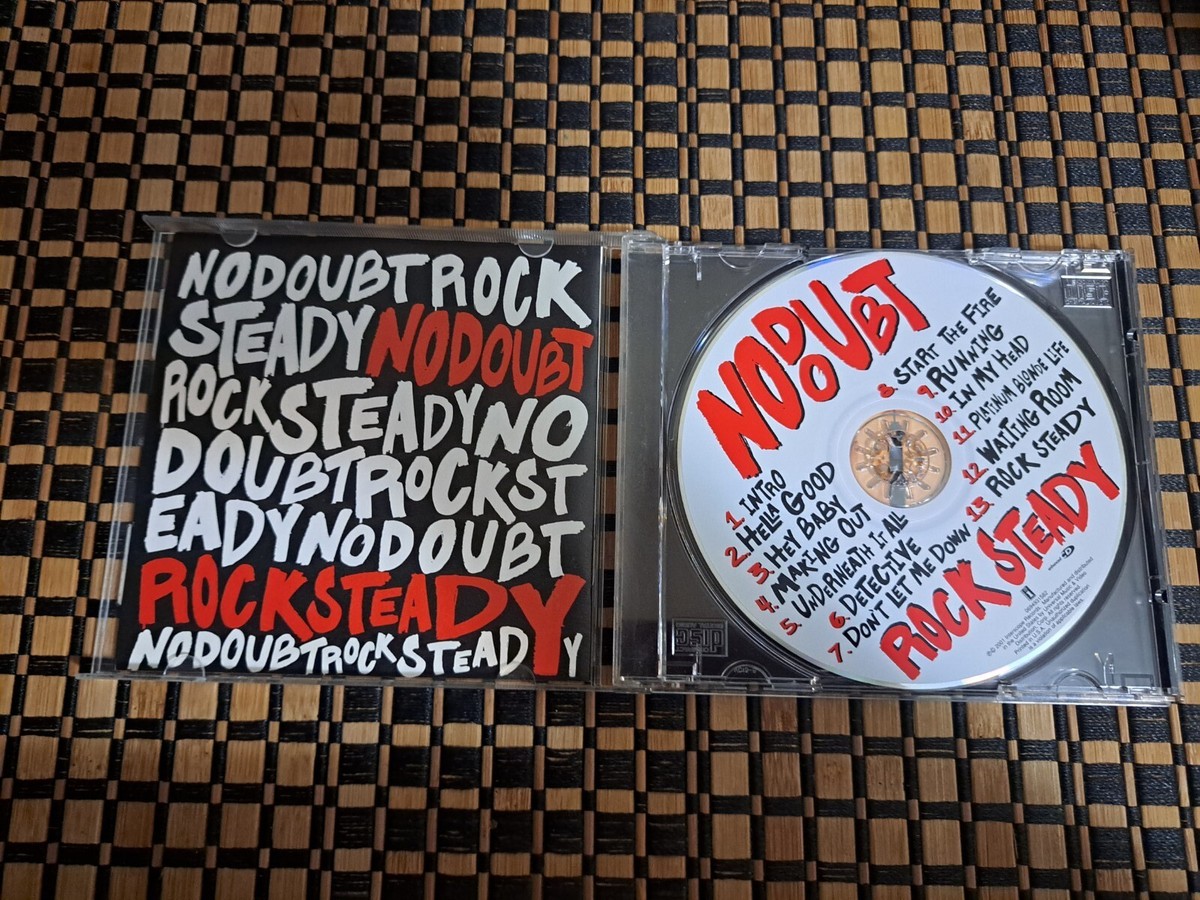 NODOUBTROCK
STEADYNODOUBT
ROCKSTEADYNO
DOUBTROCKST
EADYNODOUBT
ROCKSTEADY
NODOUBTROCKSTEADY
NO DOUBT
1. INTRO
2. HELLA GOOD
3. HEY BABY
4. MAKING OUT
5. UNDERNEATH IT ALL
6. DETECTIVE
7. DON'T LET ME DOWN
8. START THE FIRE
9. RUNNING
10. IN MY HEAD
11 PLATINUM BLONDE LIFE
12 WAITING ROOM
13. ROCK STEADY
ROCK STEADY